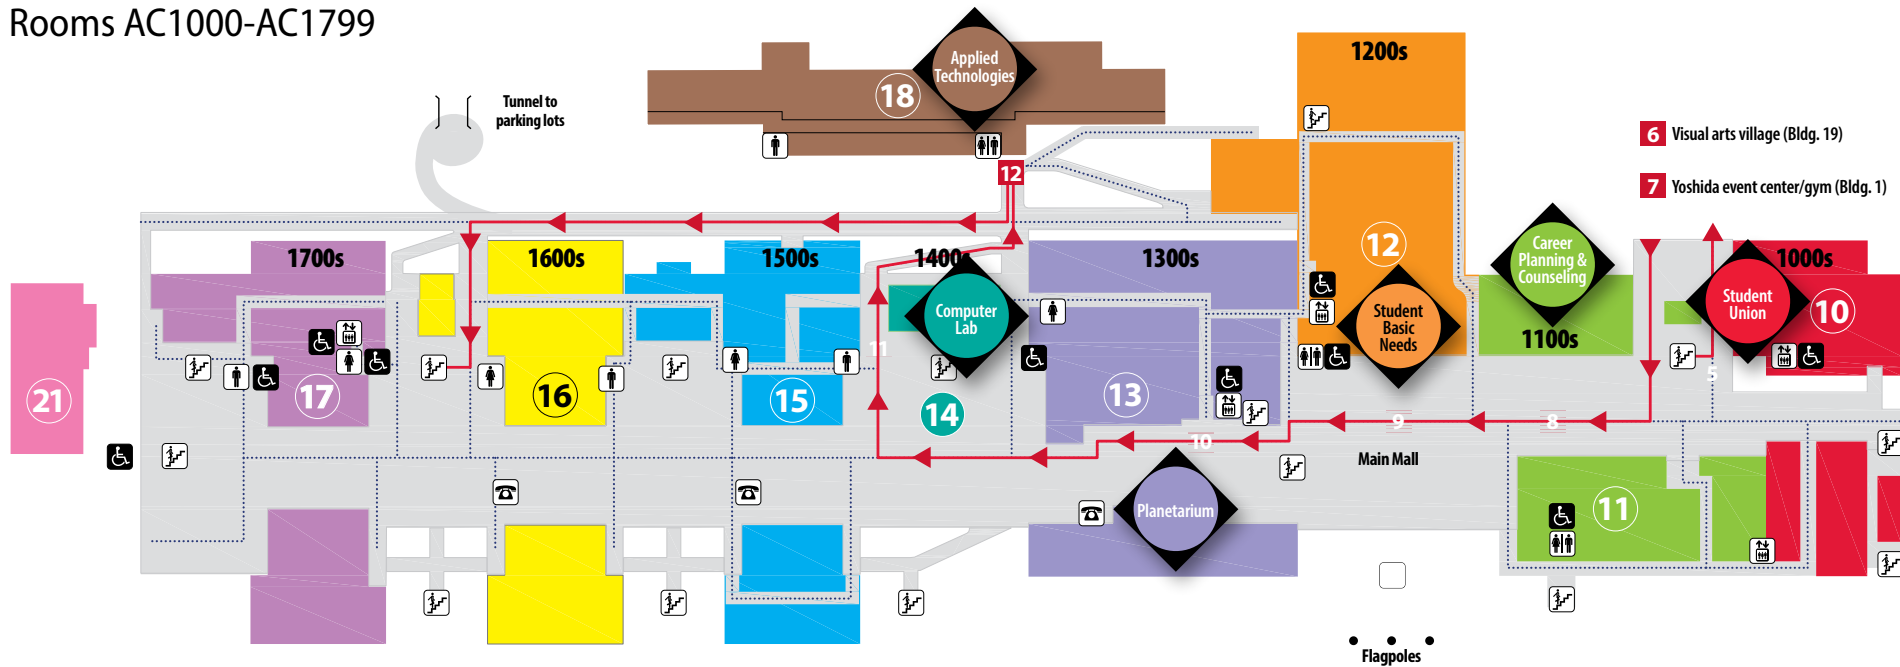 Rooms AC1000-AC1799
Applied
Technologies
18
1200s
Tunnel to
parking lots
6 Visual arts village (Bldg. 19)
7 Yoshida event center/gym (Bldg. 1)
12
1700s
1600s
1500s
1400s
1300s
12
Career
Planning &
Counseling
1000s
Computer
Lab
Student
Basic
Needs
1100s
Student
Union
10
11
5
21
17
16
15
14
13
10
9
8
Main Mall
Planetarium
11
Flagpoles